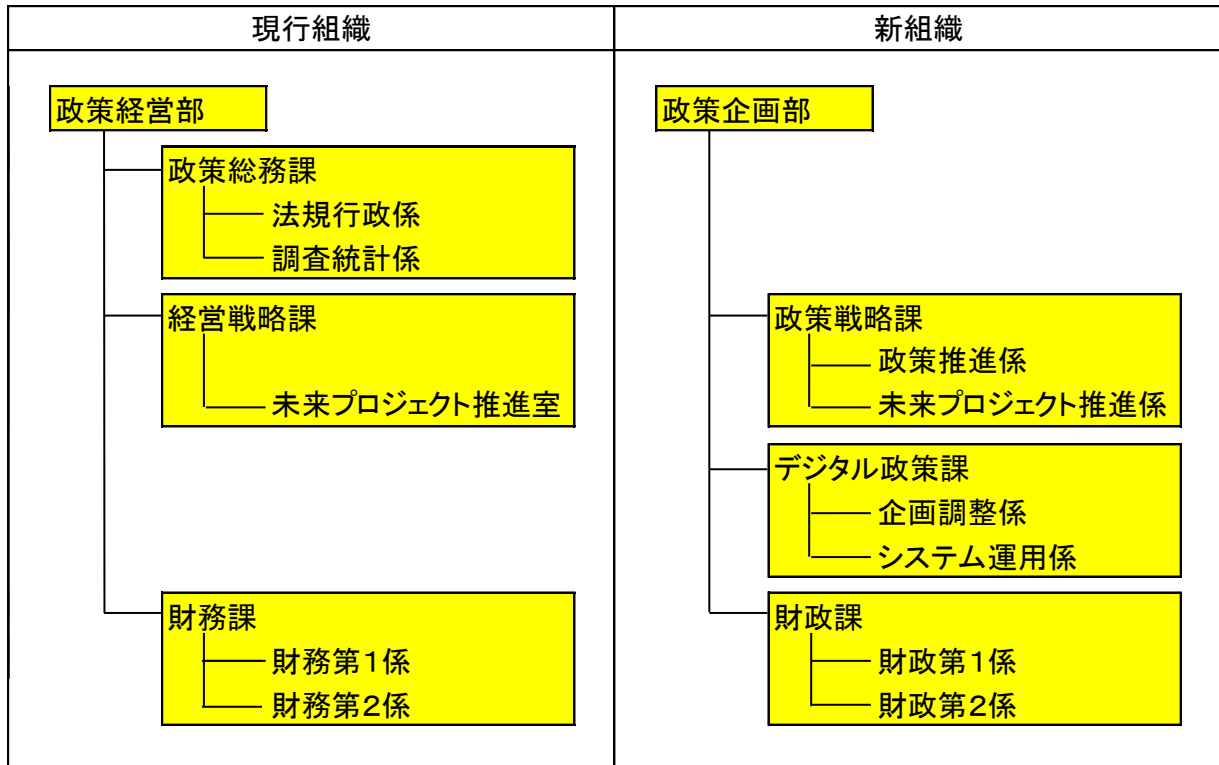 現行組織
新組織
政策経営部
政策総務課
法規行政係
調査統計係
経営戦略課
未来プロジェクト推進室
財務課
財務第1係
財務第2係
政策企画部
政策戦略課
政策推進係
未来プロジェクト推進係
デジタル政策課
企画調整係
システム運用係
財政課
財政第1係
財政第2係